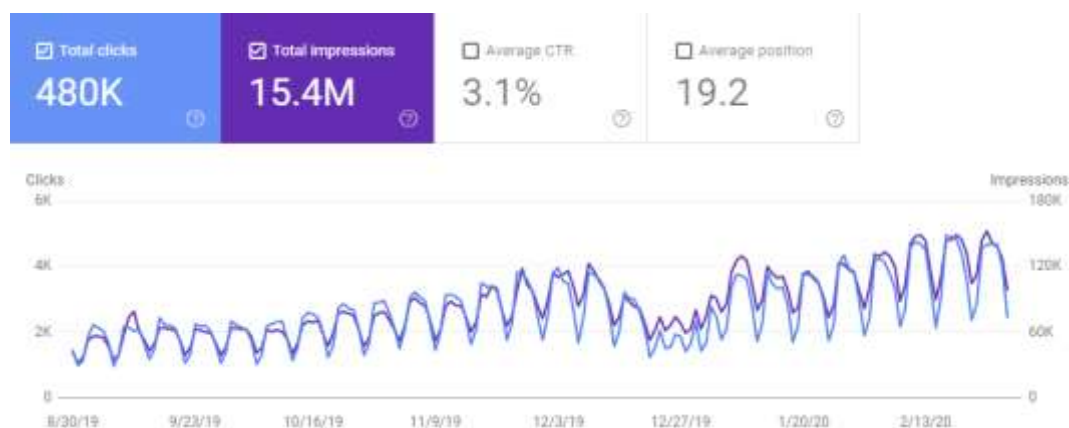 Total clicks
480K
Total impressions
15.4M
Average CTR
3.1%
Average position
19.2
Clicks
Impressions
6K
180K
4K
120K
2K
60K
0
0
8/30/19 9/23/19 10/16/19 11/9/19 12/3/19 12/27/19 1/20/20 2/13/20